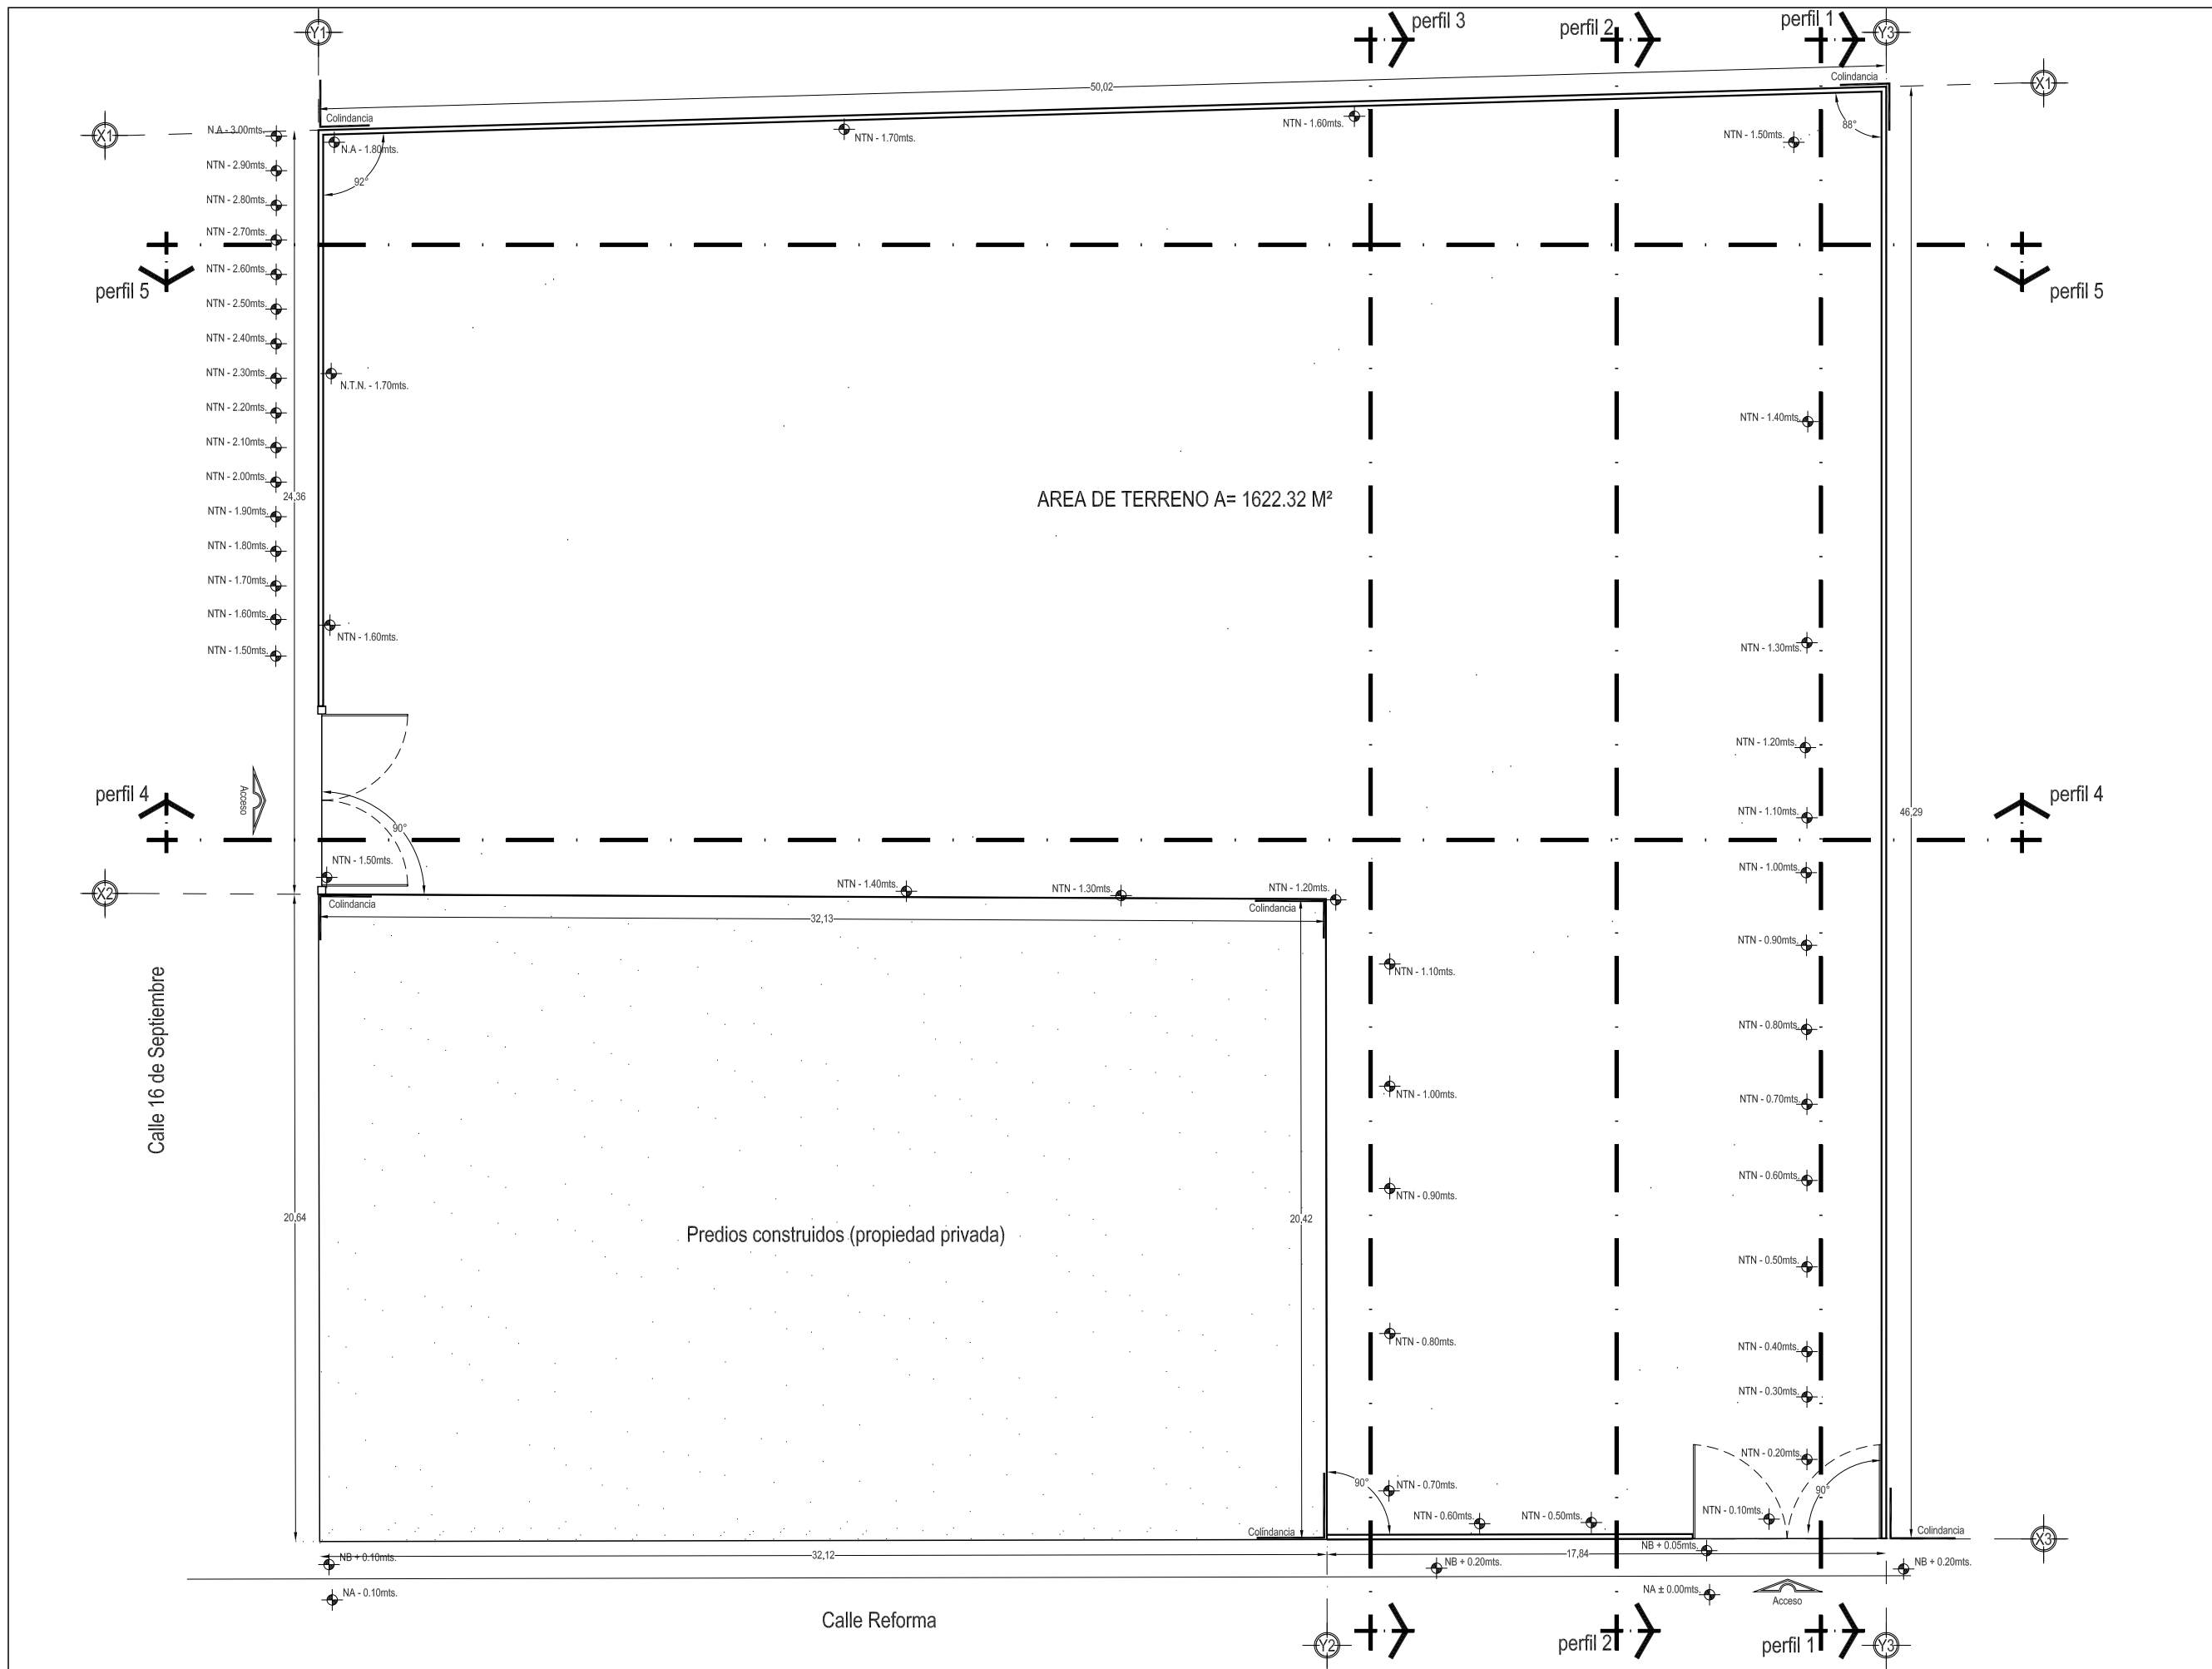 perfil 3
perfil 2
perfil 1
Y1
Y3
50,02
Colindancia
X1
X1
Colindancia
N.A - 3.00mts.
N.A - 1.80mts.
NTN - 1.70mts.
NTN - 1.60mts.
NTN - 1.50mts.
88°
92°
NTN - 2.90mts.
NTN - 2.80mts.
NTN - 2.70mts.
NTN - 2.60mts.
perfil 5
perfil 5
NTN - 2.50mts.
NTN - 2.40mts.
NTN - 2.30mts.
N.T.N. - 1.70mts.
NTN - 2.20mts.
NTN - 1.40mts.
NTN - 2.10mts.
NTN - 2.00mts.
24,36
AREA DE TERRENO A= 1622.32 M²
NTN - 1.90mts.
NTN - 1.80mts.
NTN - 1.70mts.
NTN - 1.60mts.
NTN - 1.60mts.
NTN - 1.50mts.
NTN - 1.30mts.
NTN - 1.20mts.
perfil 4
perfil 4
Acceso
NTN - 1.10mts.
46,29
90°
NTN - 1.50mts.
NTN - 1.00mts.
X2
NTN - 1.40mts.
NTN - 1.30mts.
NTN - 1.20mts.
Colindancia
Colindancia
32,13
NTN - 0.90mts.
NTN - 1.10mts.
Calle 16 de Septiembre
NTN - 0.80mts.
NTN - 1.00mts.
NTN - 0.70mts.
NTN - 0.60mts.
NTN - 0.90mts.
20,64
20,42
Predios construidos (propiedad privada)
NTN - 0.50mts.
NTN - 0.80mts.
NTN - 0.40mts.
NTN - 0.30mts.
NTN - 0.20mts.
90°
NTN - 0.70mts.
90°
NTN - 0.60mts.
NTN - 0.50mts.
NTN - 0.10mts.
Colindancia
Colindancia
X3
NB + 0.10mts.
32,12
17,84
NB + 0.05mts.
NB + 0.20mts.
NB + 0.20mts.
NA - 0.10mts.
NA ± 0.00mts.
Acceso
Calle Reforma
Y2
perfil 2
perfil 1
Y3